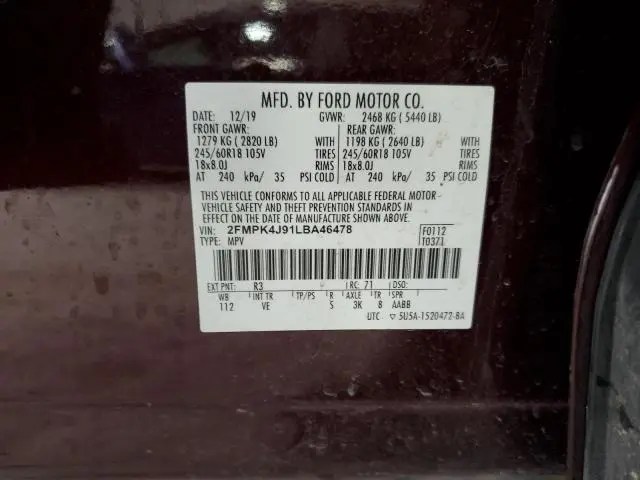 MFD. BY FORD MOTOR CO.
DATE: 12/19 GVWR: 2468 KG ( 5440 LB)
FRONT GAWR: REAR GAWR:
1279 KG ( 2820 LB) WITH 1198 KG ( 2640 LB) WITH
245/60R18 105V TIRES 245/60R18 105V TIRES
18x8.0J RIMS 18x8.0J RIMS
AT 240 kPa/ 35 PSI COLD AT 240 kPa/ 35 PSI COLD
THIS VEHICLE CONFORMS TO ALL APPLICABLE FEDERAL MOTOR
VEHICLE SAFETY AND THEFT PREVENTION STANDARDS IN
EFFECT ON THE DATE OF MANUFACTURE SHOWN ABOVE.
VIN: 2FMPK4J91LBA46478 F0112
TYPE: MPV T0371
EXT PNT: R3 RC: 71 DSO:
WB INT TR TP/PS R AXLE TR SPR
112 VE S 3K 8 AABB
UTC ▽ 5U5A-1520472-BA